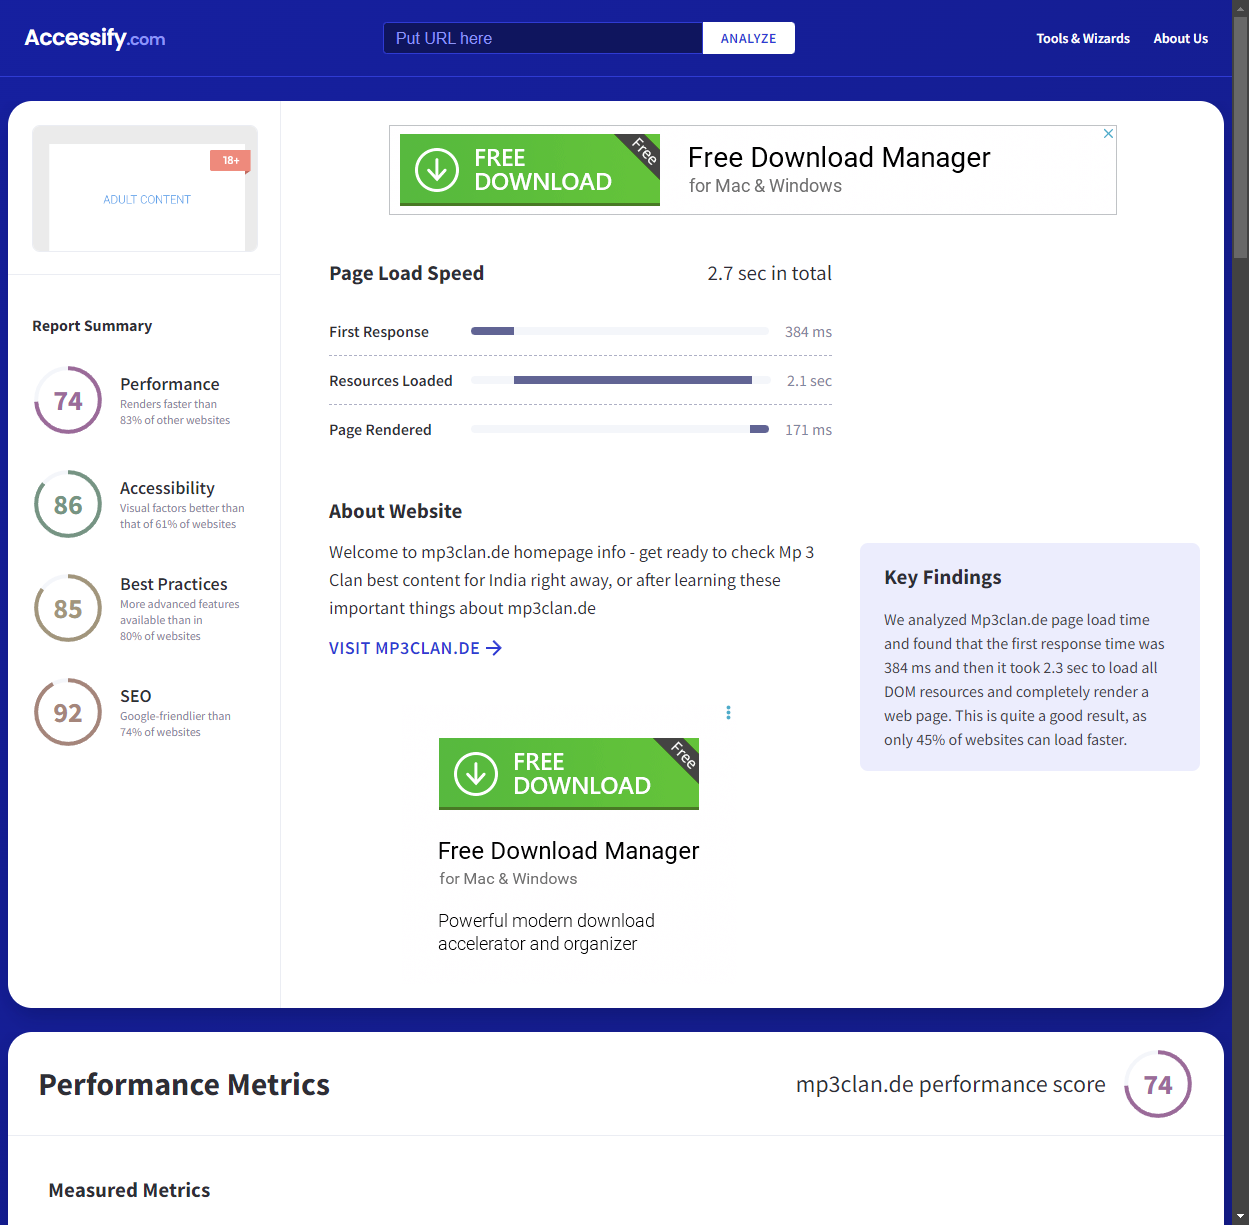 Accessify.com
Put URL here
ANALYZE
Tools & Wizards
About Us
18+
ADULT CONTENT
Report Summary
74
Performance
Renders faster than
83% of other websites
86
Accessibility
Visual factors better than
that of 61% of websites
85
Best Practices
More advanced features
available than in
80% of websites
92
SEO
Google-friendlier than
74% of websites
FREE
DOWNLOAD
Free
Free Download Manager
for Mac & Windows
Page Load Speed
2.7 sec in total
First Response
384 ms
Resources Loaded
2.1 sec
Page Rendered
171 ms
About Website
Welcome to mp3clan.de homepage info - get ready to check Mp 3
Clan best content for India right away, or after learning these
important things about mp3clan.de
VISIT MP3CLAN.DE
Key Findings
We analyzed Mp3clan.de page load time
and found that the first response time was
384 ms and then it took 2.3 sec to load all
DOM resources and completely render a
web page. This is quite a good result, as
only 45% of websites can load faster.
FREE
DOWNLOAD
Free
Free Download Manager
for Mac & Windows
Powerful modern download
accelerator and organizer
Performance Metrics
mp3clan.de performance score
74
Measured Metrics